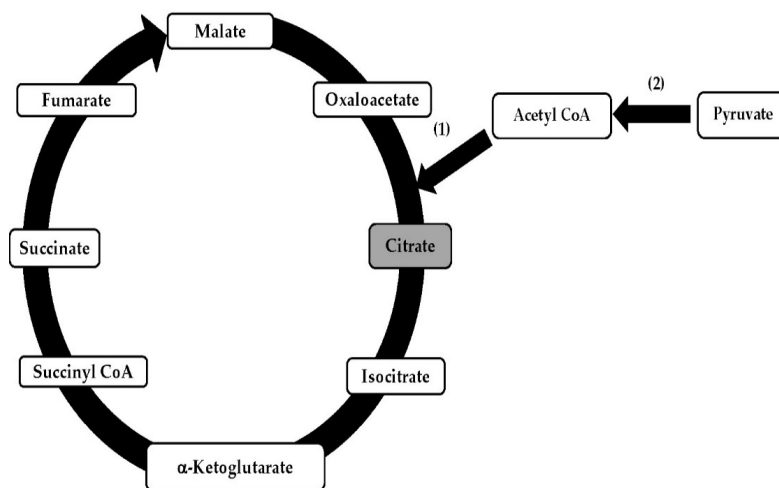 Malate
Fumarate
Oxaloacetate
(1)
Acetyl CoA
(2)
Pyruvate
Succinate
Citrate
Succinyl CoA
Isocitrate
α-Ketoglutarate